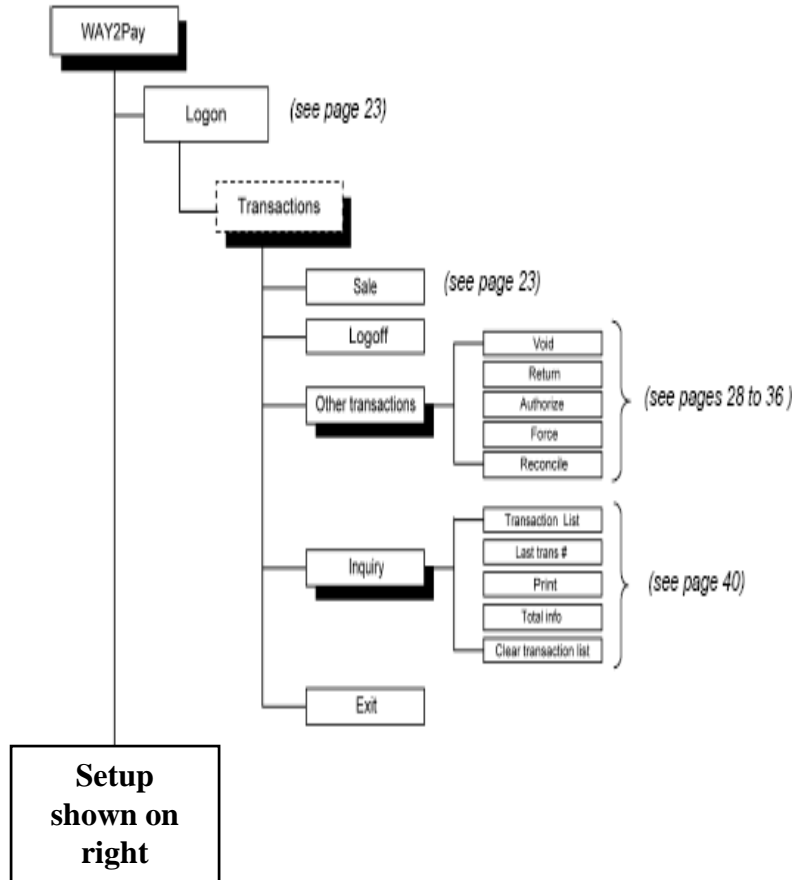 WAY2Pay
Logon
(see page 23)
Transactions
Sale
(see page 23)
Logoff
Other transactions
Void
Return
Authorize
Force
Reconcile
(see pages 28 to 36 )
Inquiry
Transaction List
Last trans #
Print
Total info
Clear transaction list
(see page 40)
Exit
Setup
shown on
right